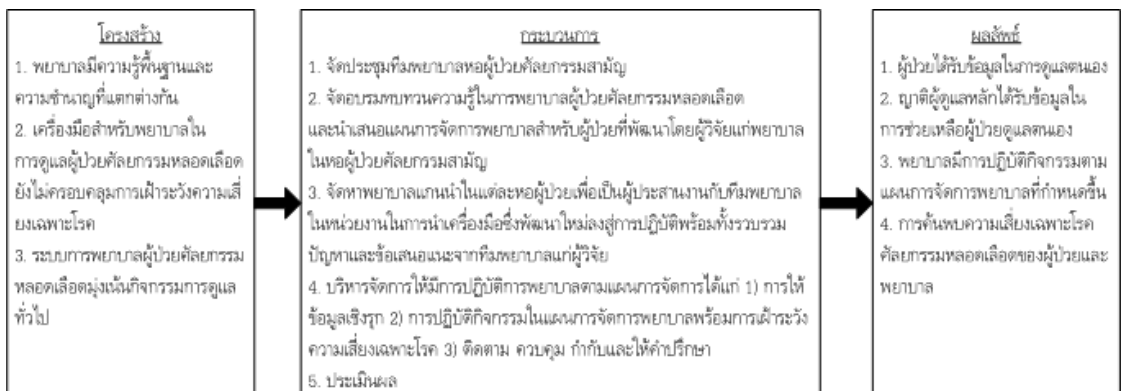 โครงสร้าง
1. พยาบาลมีความรู้พื้นฐานและ
ความชำนาญที่แตกต่างกัน
2. เครื่องมือสำหรับพยาบาลใน
การดูแลผู้ป่วยศัลยกรรมหลอดเลือด
ยังไม่ครอบคลุมการเฝ้าระวังความเสี่
ยงเฉพาะโรค
3. ระบบการพยาบาลผู้ป่วยศัลยกรรม
หลอดเลือดมุ่งเน้นกิจกรรมการดูแล
ทั่วไป
กระบวนการ
1. จัดประชุมทีมพยาบาลหอผู้ป่วยศัลยกรรมสามัญ
2. จัดอบรมทบทวนความรู้ในการพยาบาลผู้ป่วยศัลยกรรมหลอดเลือด
และนำเสนอแผนการจัดการพยาบาลสำหรับผู้ป่วยที่พัฒนาโดยผู้วิจัยแก่พยาบาล
ในหอผู้ป่วยศัลยกรรมสามัญ
3. จัดหาพยาบาลแกนนำในแต่ละหอผู้ป่วยเพื่อเป็นผู้ประสานงานกับทีมพยาบาล
ในหน่วยงานในการนำเครื่องมือซึ่งพัฒนาใหม่ลงสู่การปฏิบัติพร้อมทั้งรวบรวม
ปัญหาและข้อเสนอแนะจากทีมพยาบาลแก่ผู้วิจัย
4. บริหารจัดการให้มีการปฏิบัติการพยาบาลตามแผนการจัดการได้แก่ 1) การให้
ข้อมูลเชิงรุก 2) การปฏิบัติกิจกรรมในแผนการจัดการพยาบาลพร้อมการเฝ้าระวัง
ความเสี่ยงเฉพาะโรค 3) ติดตาม ควบคุม กำกับและให้คำปรึกษา
5. ประเมินผล
ผลลัพธ์
1. ผู้ป่วยได้รับข้อมูลในการดูแลตนเอง
2. ญาติผู้ดูแลหลักได้รับข้อมูลใน
การช่วยเหลือผู้ป่วยดูแลตนเอง
3. พยาบาลมีการปฏิบัติกิจกรรมตาม
แผนการจัดการพยาบาลที่กำหนดขึ้น
4. การค้นพบความเสี่ยงเฉพาะโรค
ศัลยกรรมหลอดเลือดของผู้ป่วยและ
พยาบาล